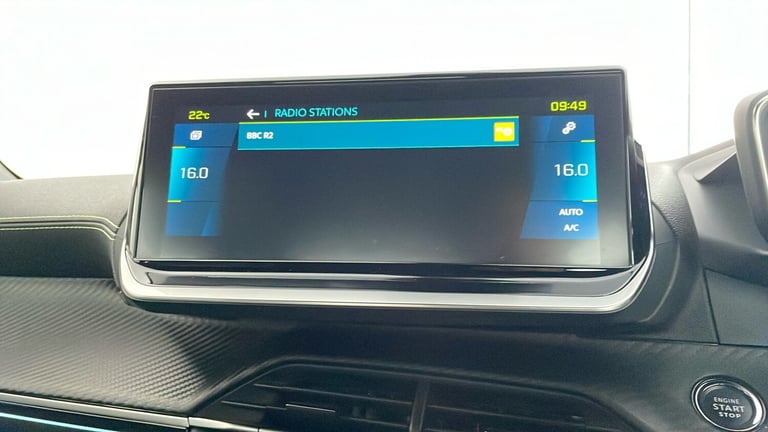 22°C
← | RADIO STATIONS
09:49
BBC R2
16.0
16.0
AUTO
A/C
ENGINE
START
STOP